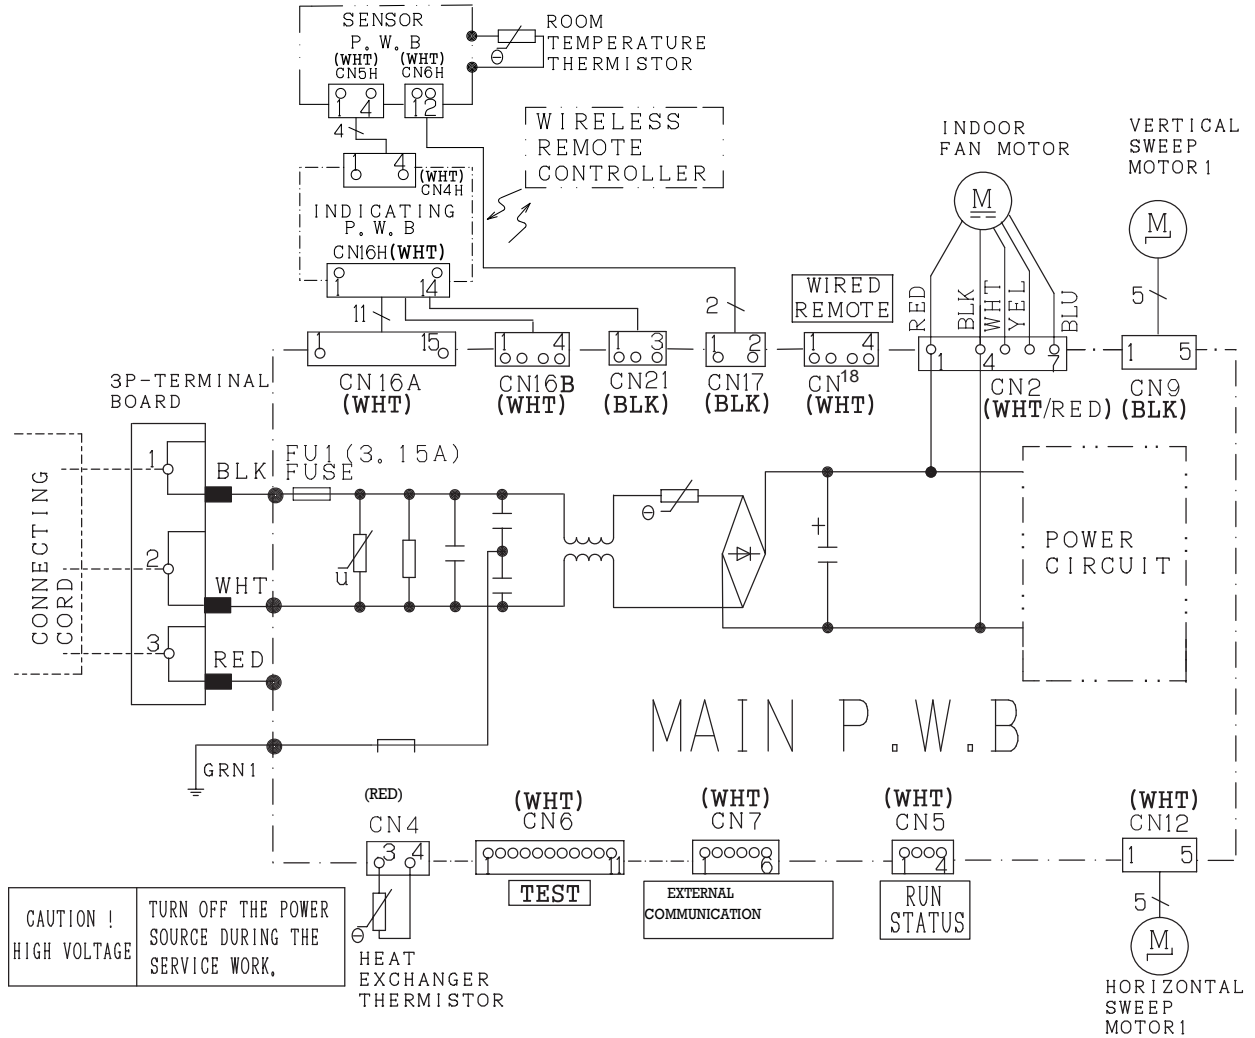 SENSOR
P. W. B
(WHT) (WHT)
CN5H CN6H
1 4 12
4
ROOM
TEMPERATURE
THERMISTOR
θ
1 4
(WHT)
CN4H
INDICATING
P. W. B
CN16H(WHT)
1 14
11
WIRELESS
REMOTE
CONTROLLER
INDOOR
FAN MOTOR
M
VERTICAL
SWEEP
MOTOR1
M
5
2
WIRED
REMOTE
RED
BLK
WHT
YEL
BLU
1 15
CN16A
(WHT)
1 4
CN16B
(WHT)
1 3
CN21
(BLK)
1 2
CN17
(BLK)
1 4
CN18
(WHT)
1 4 7
CN2
(WHT/RED)
1 5
CN9
(BLK)
3P-TERMINAL
BOARD
CONNECTING
CORD
1
2
3
BLK
WHT
RED
FU1(3. 15A)
FUSE
u
θ
+
POWER
CIRCUIT
MAIN P.W.B
GRN1
(RED)
CN4
3 4
θ
HEAT
EXCHANGER
THERMISTOR
(WHT)
CN6
1 11
TEST
(WHT)
CN7
1 6
EXTERNAL
COMMUNICATION
(WHT)
CN5
1 4
RUN
STATUS
(WHT)
CN12
1 5
5
M
HORIZONTAL
SWEEP
MOTOR1
CAUTION !
HIGH VOLTAGE
TURN OFF THE POWER
SOURCE DURING THE
SERVICE WORK.